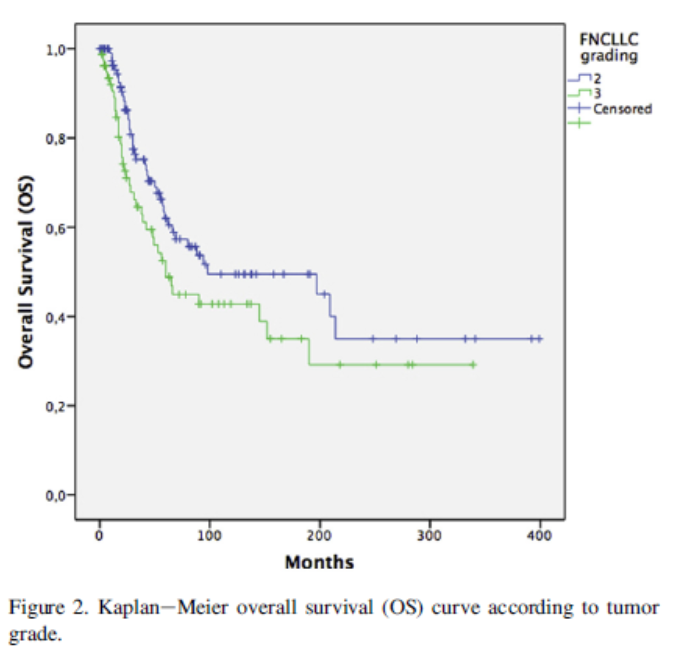 FNCLLC
grading
2
3
Censored
1,0
0,8
0,6
0,4
0,2
0,0
Overall Survival (OS)
0 100 200 300 400
Months
Figure 2. Kaplan−Meier overall survival (OS) curve according to tumor
grade.